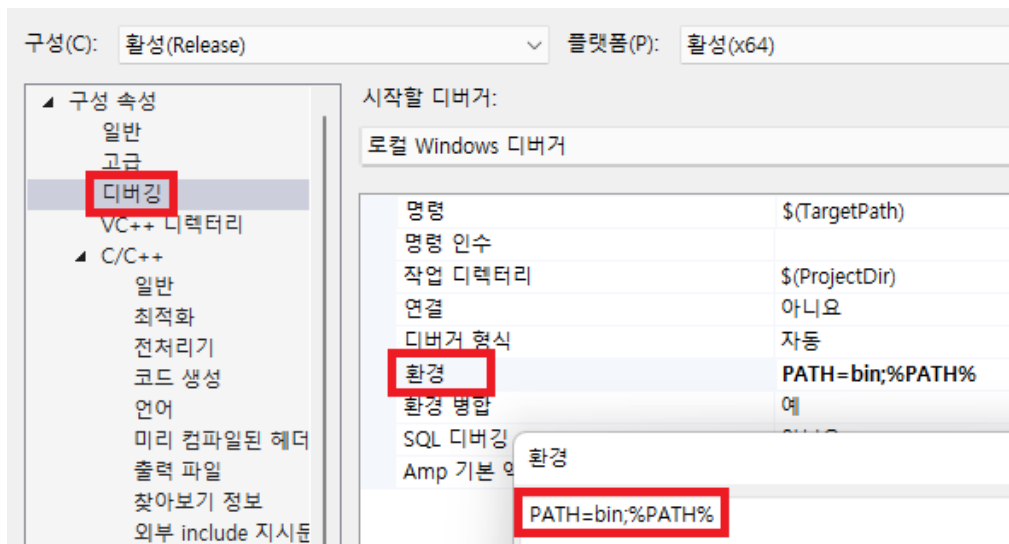 구성(C): 활성(Release) 플랫폼(P): 활성(x64)
구성 속성
일반
고급
디버깅
VC++ 디렉터리
C/C++
일반
최적화
전처리기
코드 생성
언어
미리 컴파일된 헤더
출력 파일
찾아보기 정보
외부 include 지시문
시작할 디버거:
로컬 Windows 디버거
명령 $(TargetPath)
명령 인수
작업 디렉터리 $(ProjectDir)
연결 아니요
디버거 형식 자동
환경 PATH=bin;%PATH%
환경 병합 예
SQL 디버깅
Amp 기본
환경
PATH=bin;%PATH%